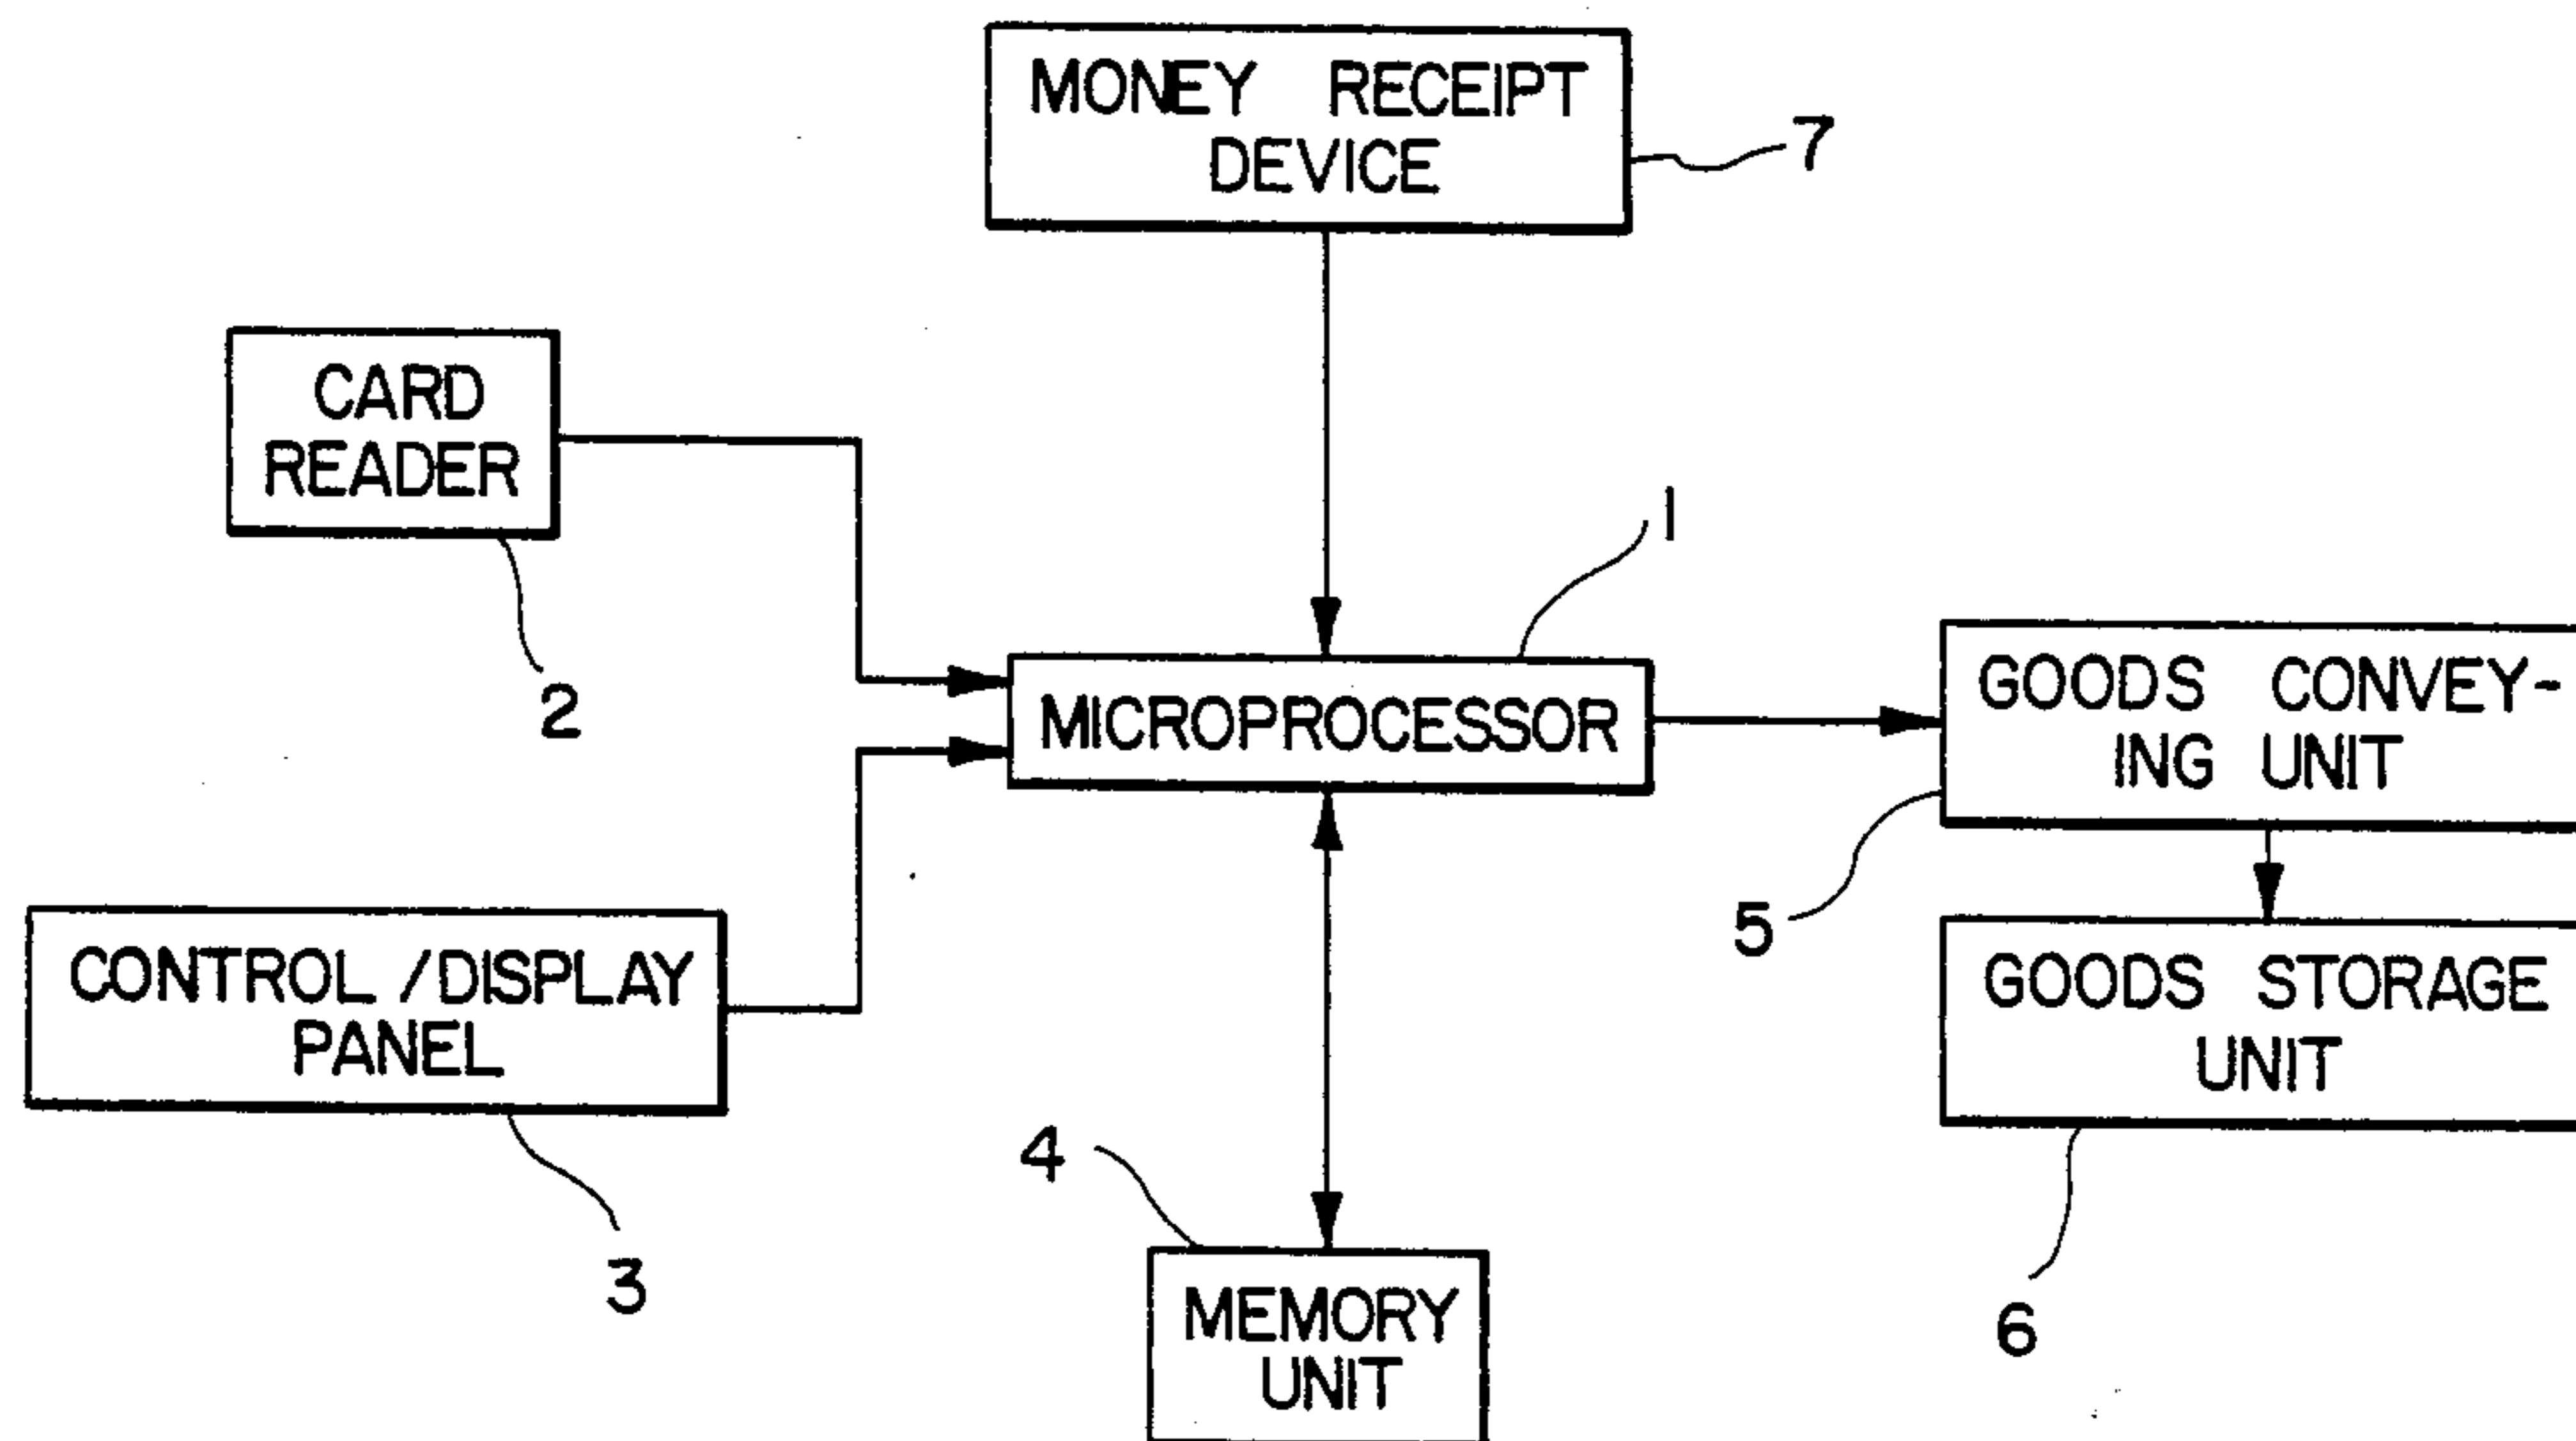 MONEY RECEIPT
DEVICE
7
CARD
READER
2
1
MICROPROCESSOR
GOODS CONVEY-
ING UNIT
5
CONTROL /DISPLAY
PANEL
3
GOODS STORAGE
UNIT
6
4
MEMORY
UNIT